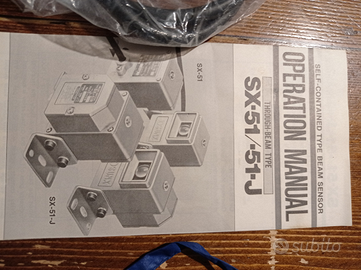 SELF-CONTAINED TYPE BEAM SENSOR
OPERATION MANUAL
THROUGH-BEAM TYPE
SX-51/51-J
SX-51
SX-51-J
subito